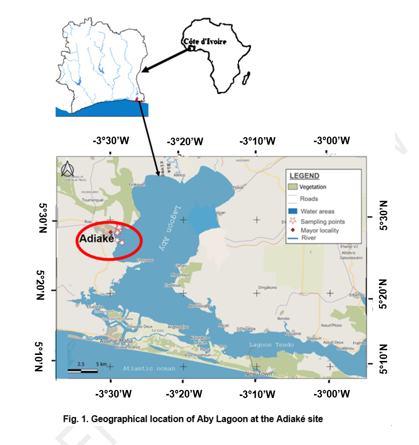 Côte d'Ivoire
-3°30'W -3°20'W -3°10'W -3°0'W
LEGEND
Vegetation
Roads
Water areas
Sampling points
Mayor locality
River
Lagoon Aby
Adiaké
5°30'N 5°30'N
5°20'N 5°20'N
5°10'N 5°10'N
Lagoon Tendo
2.5 5 km
Atlantic ocean
-3°30'W -3°20'W -3°10'W -3°0'W
Fig. 1. Geographical location of Aby Lagoon at the Adiaké site